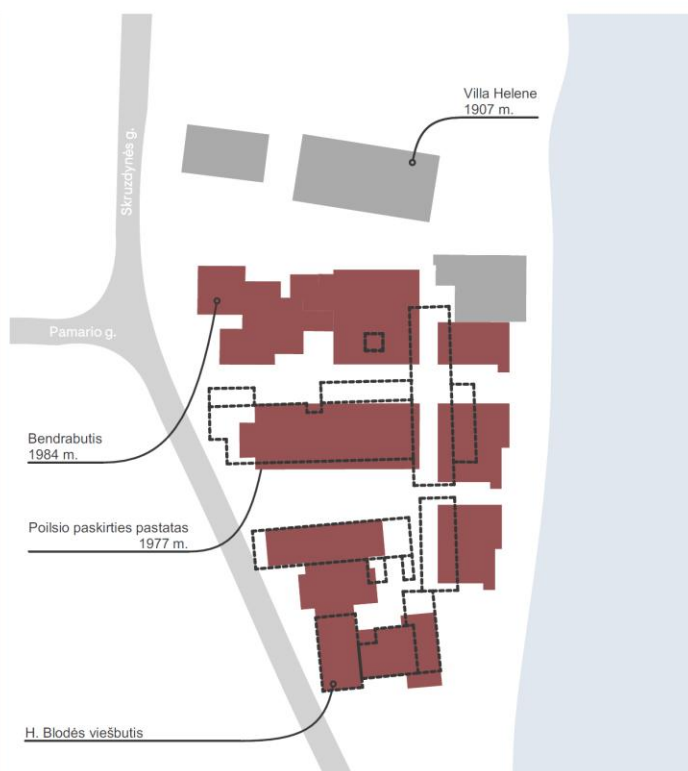 Villa Helene
1907 m.
Skruzdynės g.
Pamario g.
Bendrabutis
1984 m.
Poilsio paskirties pastatas
1977 m.
H. Blodės viešbutis